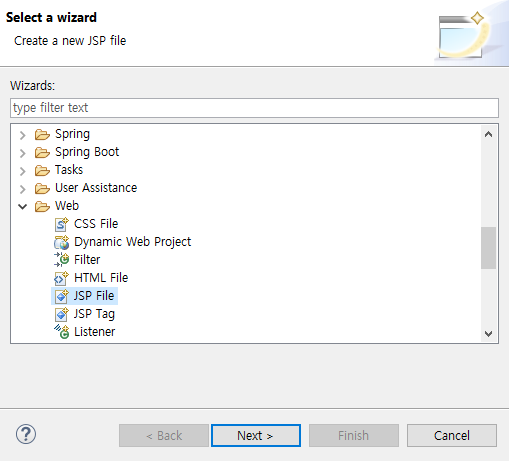 Select a wizard
Create a new JSP file
Wizards:
type filter text
Spring
Spring Boot
Tasks
User Assistance
Web
CSS File
Dynamic Web Project
Filter
HTML File
JSP File
JSP Tag
Listener
?
< Back
Next >
Finish
Cancel